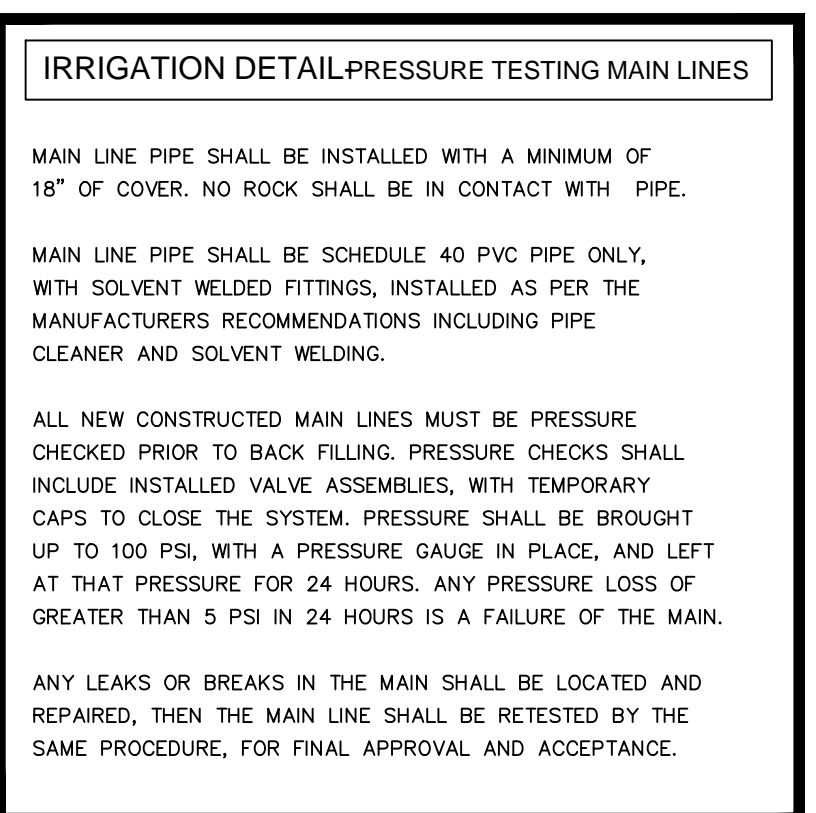 IRRIGATION DETAIL-PRESSURE TESTING MAIN LINES
MAIN LINE PIPE SHALL BE INSTALLED WITH A MINIMUM OF
18” OF COVER. NO ROCK SHALL BE IN CONTACT WITH PIPE.
MAIN LINE PIPE SHALL BE SCHEDULE 40 PVC PIPE ONLY,
WITH SOLVENT WELDED FITTINGS, INSTALLED AS PER THE
MANUFACTURERS RECOMMENDATIONS INCLUDING PIPE
CLEANER AND SOLVENT WELDING.
ALL NEW CONSTRUCTED MAIN LINES MUST BE PRESSURE
CHECKED PRIOR TO BACK FILLING. PRESSURE CHECKS SHALL
INCLUDE INSTALLED VALVE ASSEMBLIES, WITH TEMPORARY
CAPS TO CLOSE THE SYSTEM. PRESSURE SHALL BE BROUGHT
UP TO 100 PSI, WITH A PRESSURE GAUGE IN PLACE, AND LEFT
AT THAT PRESSURE FOR 24 HOURS. ANY PRESSURE LOSS OF
GREATER THAN 5 PSI IN 24 HOURS IS A FAILURE OF THE MAIN.
ANY LEAKS OR BREAKS IN THE MAIN SHALL BE LOCATED AND
REPAIRED, THEN THE MAIN LINE SHALL BE RETESTED BY THE
SAME PROCEDURE, FOR FINAL APPROVAL AND ACCEPTANCE.